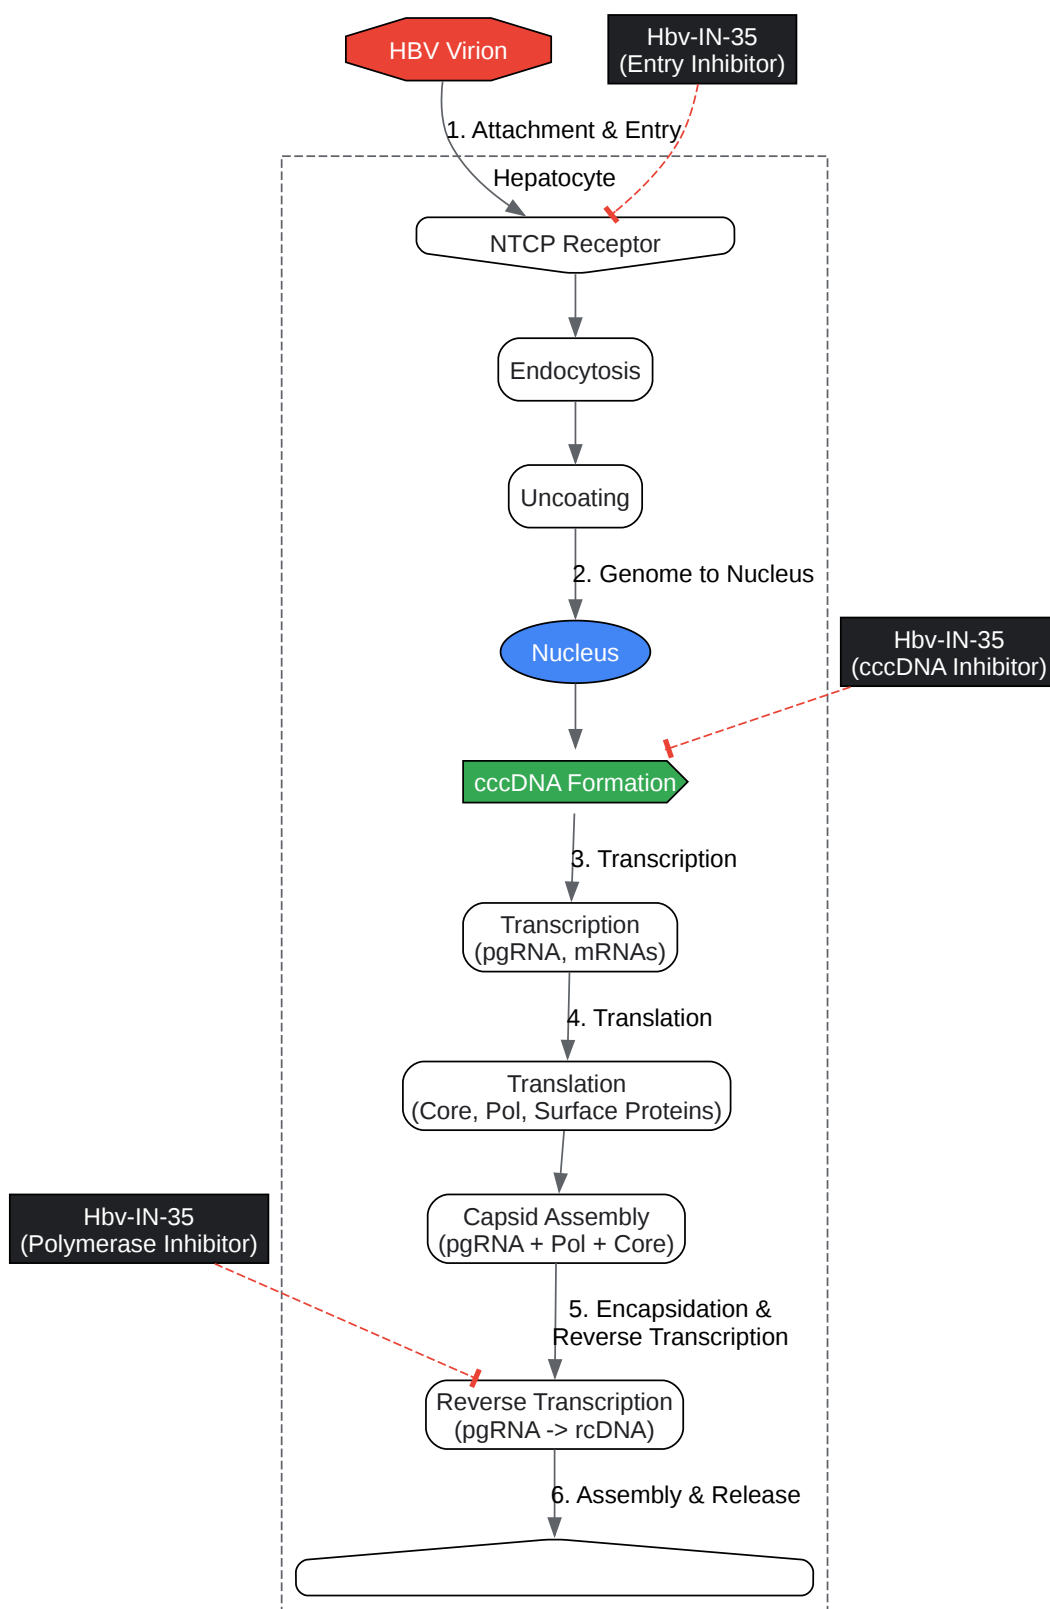 HBV Virion
Hbv-IN-35
(Entry Inhibitor)
1. Attachment & Entry
Hepatocyte
NTCP Receptor
Endocytosis
Uncoating
2. Genome to Nucleus
Nucleus
Hbv-IN-35
(cccDNA Inhibitor)
cccDNA Formation
3. Transcription
Transcription
(pgRNA, mRNAs)
4. Translation
Translation
(Core, Pol, Surface Proteins)
Hbv-IN-35
(Polymerase Inhibitor)
Capsid Assembly
(pgRNA + Pol + Core)
5. Encapsidation &
Reverse Transcription
Reverse Transcription
(pgRNA -> rcDNA)
6. Assembly & Release